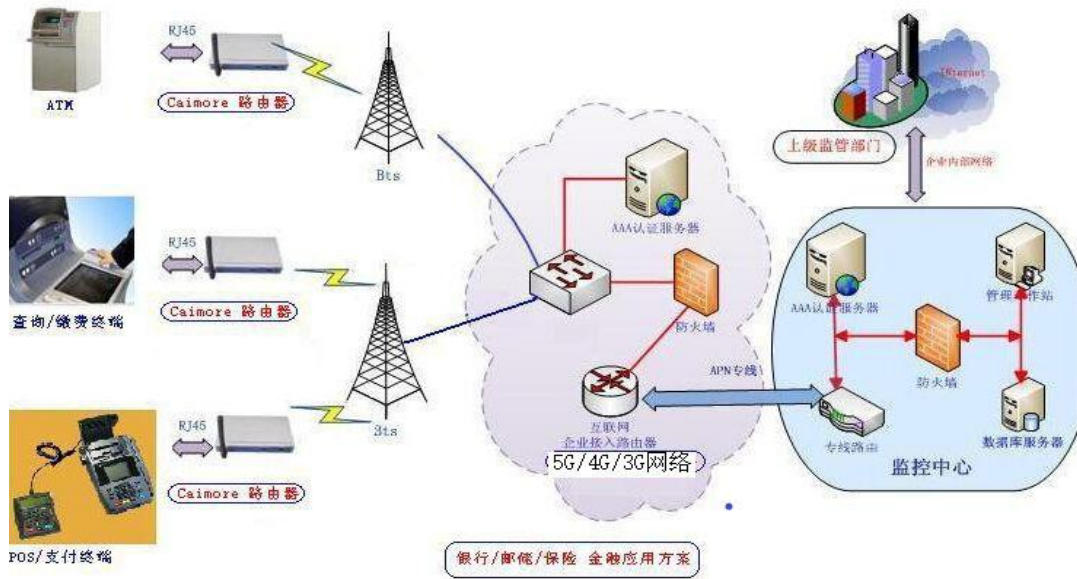 RJ45
ATM
Caimore 路由器
Bts
INternet
上级监管部门
企业内部网络
AAA认证服务器
RJ45
Caimore 路由器
查询/缴费终端
防火墙
AAA认证服务器
管理工作站
防火墙
APN专线
3ts
RJ45
Caimore 路由器
互联网
企业接入路由器
5G/4G/3G网络
专线路由
数据库服务器
监控中心
POS/支付终端
银行/邮储/保险 金融应用方案